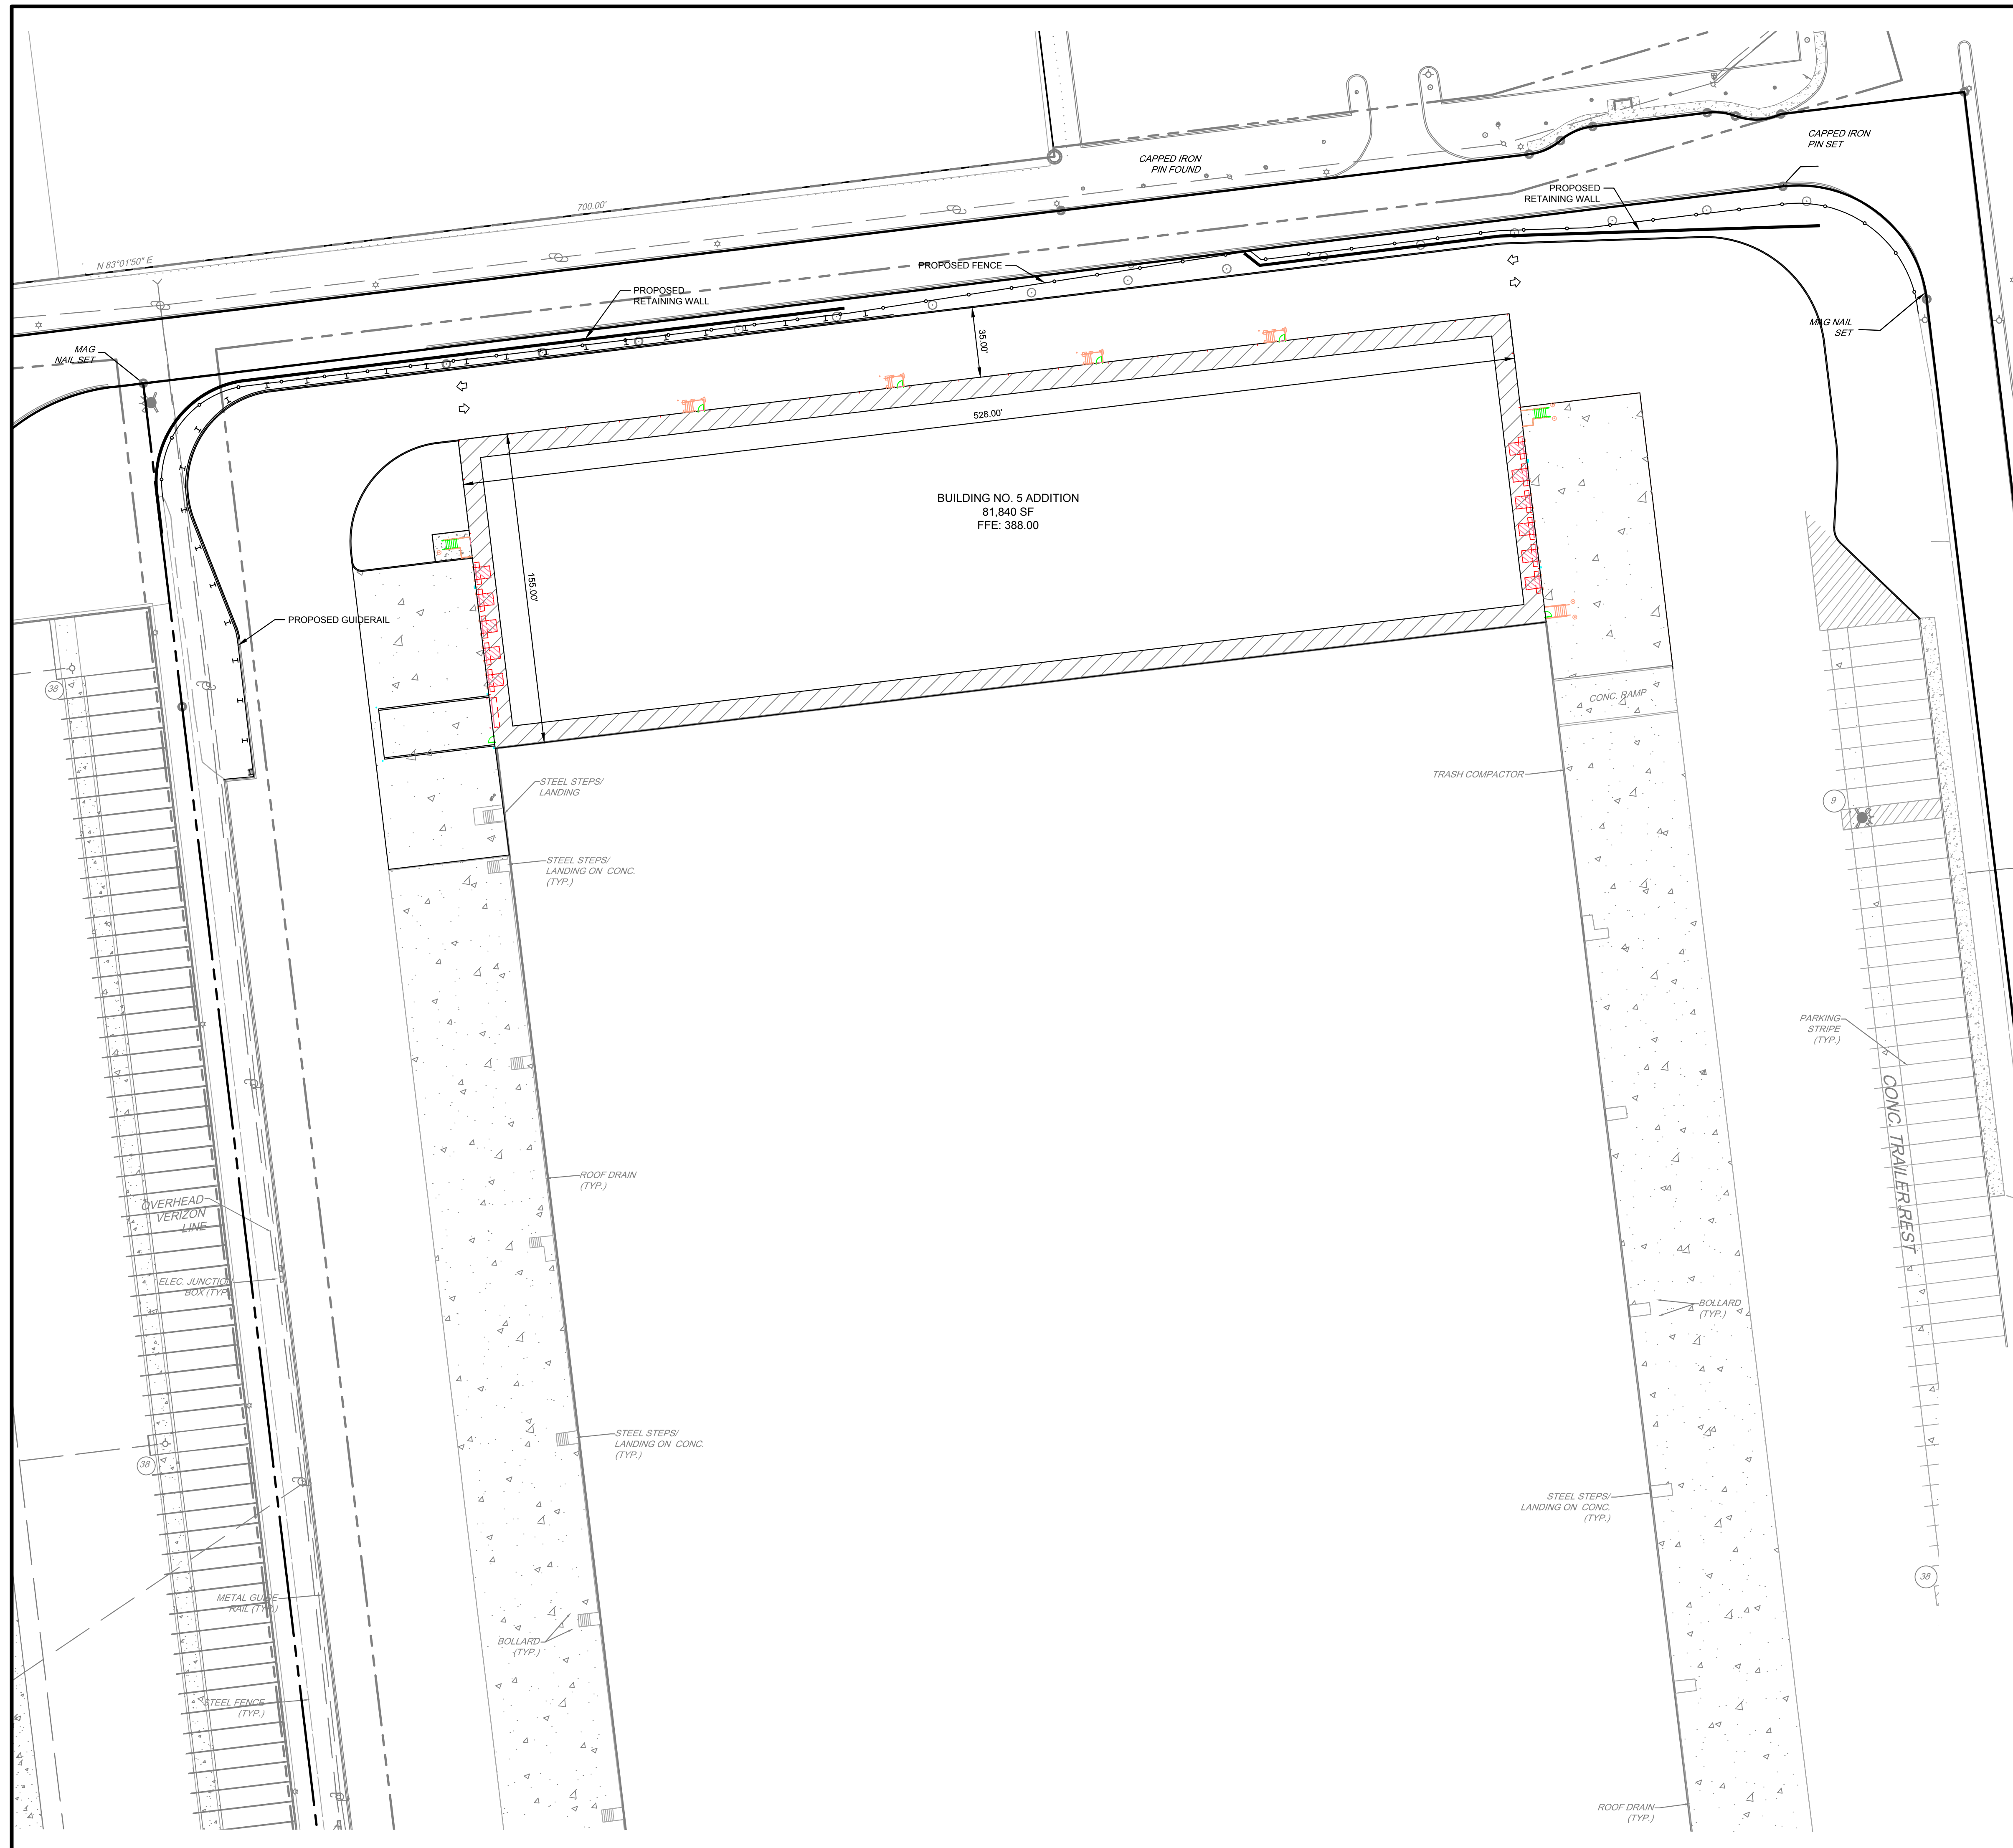 CAPPED IRON
PIN SET
CAPPED IRON
PIN FOUND
PROPOSED
RETAINING WALL
700.00'
N 83°01'50" E
PROPOSED FENCE
PROPOSED
RETAINING WALL
MAG NAIL
SET
MAG
NAIL SET
35.00'
528.00'
BUILDING NO. 5 ADDITION
81,840 SF
FFE: 388.00
155.00'
PROPOSED GUIDERAIL
38
CONC. RAMP
STEEL STEPS/
LANDING
TRASH COMPACTOR
9
STEEL STEPS/
LANDING ON CONC.
(TYP.)
PARKING
STRIPE
(TYP.)
CONC. TRAILER REST
ROOF DRAIN
(TYP.)
OVERHEAD
VERIZON
LINE
ELEC. JUNCTION
BOX (TYP.)
BOLLARD
(TYP.)
STEEL STEPS/
LANDING ON CONC.
(TYP.)
38
STEEL STEPS/
LANDING ON CONC.
(TYP.)
38
METAL GUIDE
RAIL (TYP.)
BOLLARD
(TYP.)
STEEL FENCE
(TYP.)
ROOF DRAIN
(TYP.)